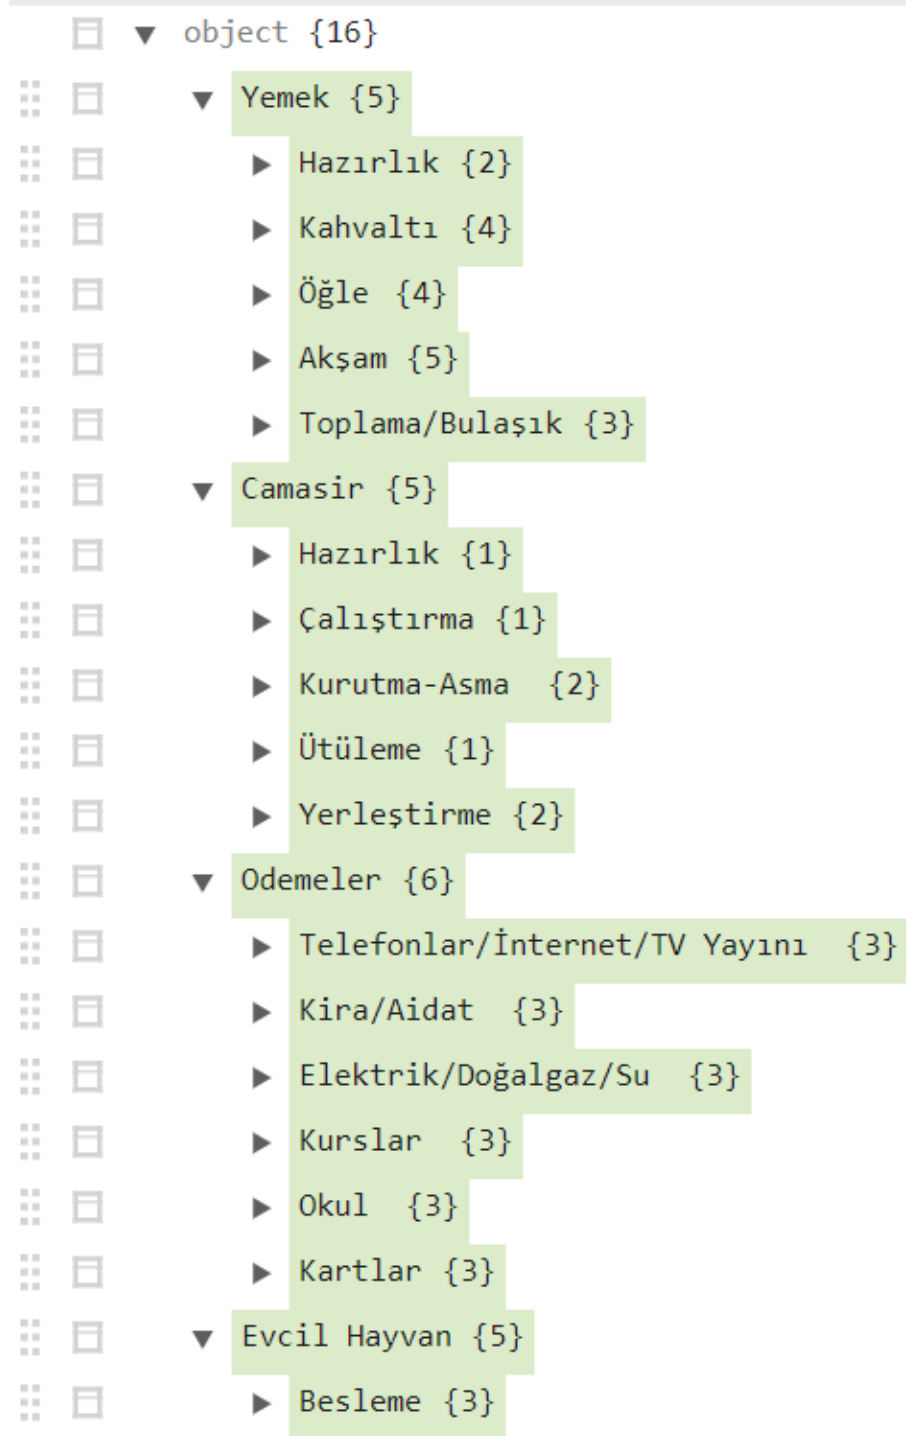 object {16}
Yemek {5}
Hazırlık {2}
Kahvaltı {4}
Öğle {4}
Akşam {5}
Toplama/Bulaşık {3}
Camasir {5}
Hazırlık {1}
Çalıştırma {1}
Kurutma-Asma {2}
Ütüleme {1}
Yerleştirme {2}
Odemeler {6}
Telefonlar/İnternet/TV Yayını {3}
Kira/Aidat {3}
Elektrik/Doğalgaz/Su {3}
Kurslar {3}
Okul {3}
Kartlar {3}
Evcil Hayvan {5}
Besleme {3}